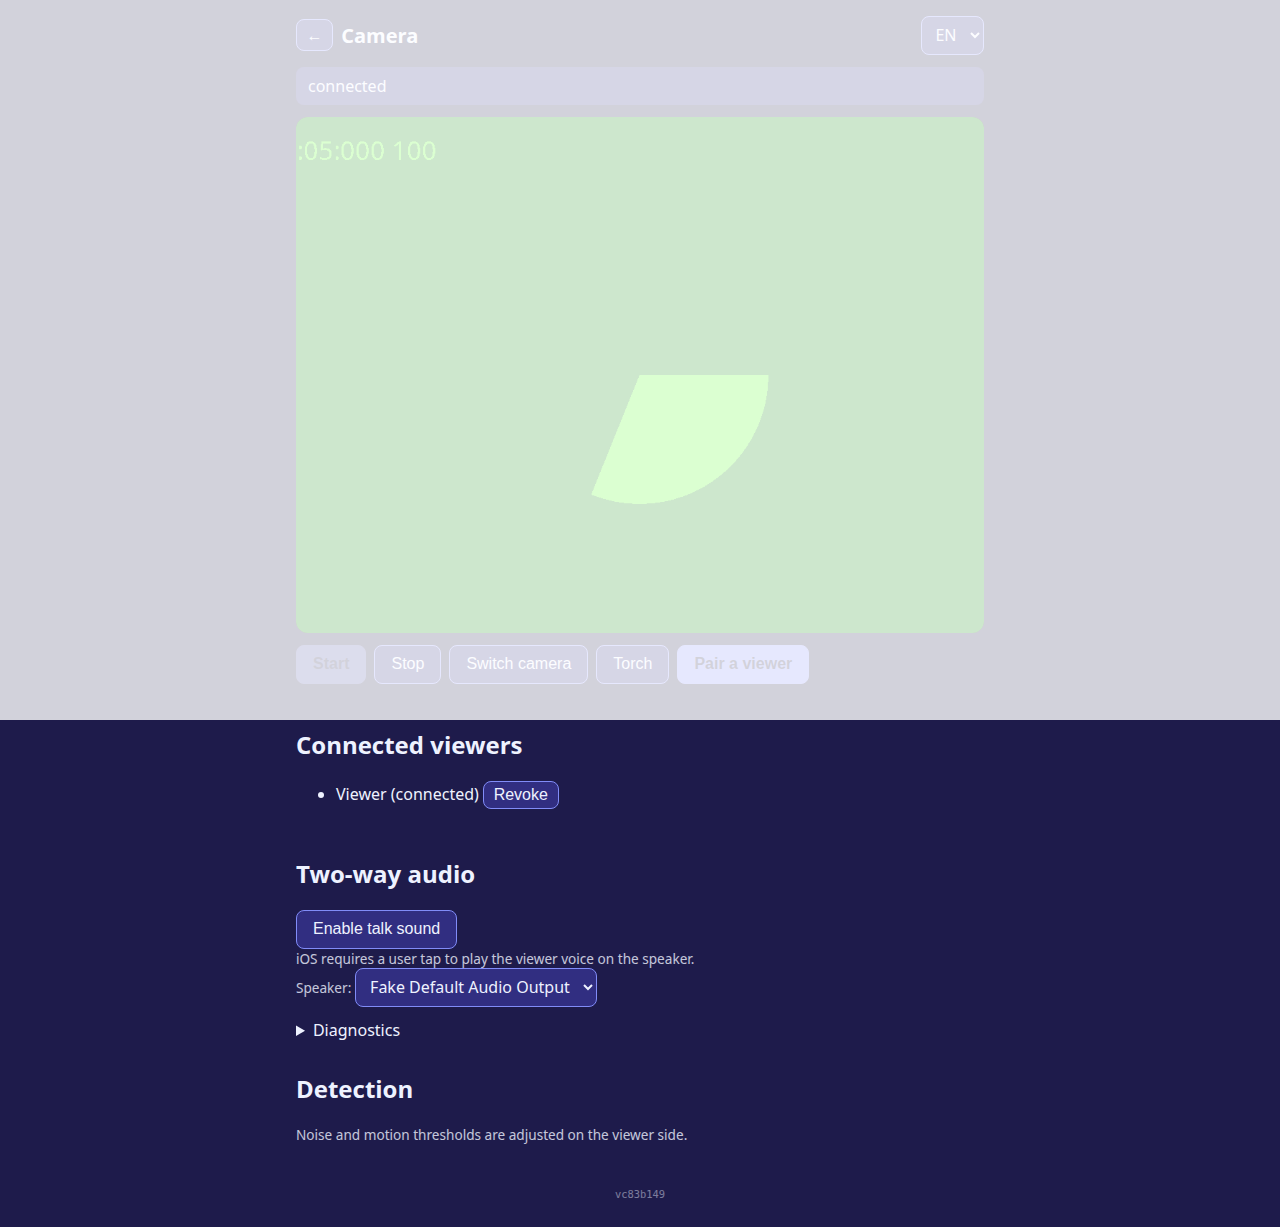 ← Camera EN
connected
:05:000 100
Start Stop Switch camera Torch Pair a viewer
Connected viewers
• Viewer (connected) Revoke
Two-way audio
Enable talk sound
iOS requires a user tap to play the viewer voice on the speaker.
Speaker: Fake Default Audio Output
Diagnostics
Detection
Noise and motion thresholds are adjusted on the viewer side.
vc83b149